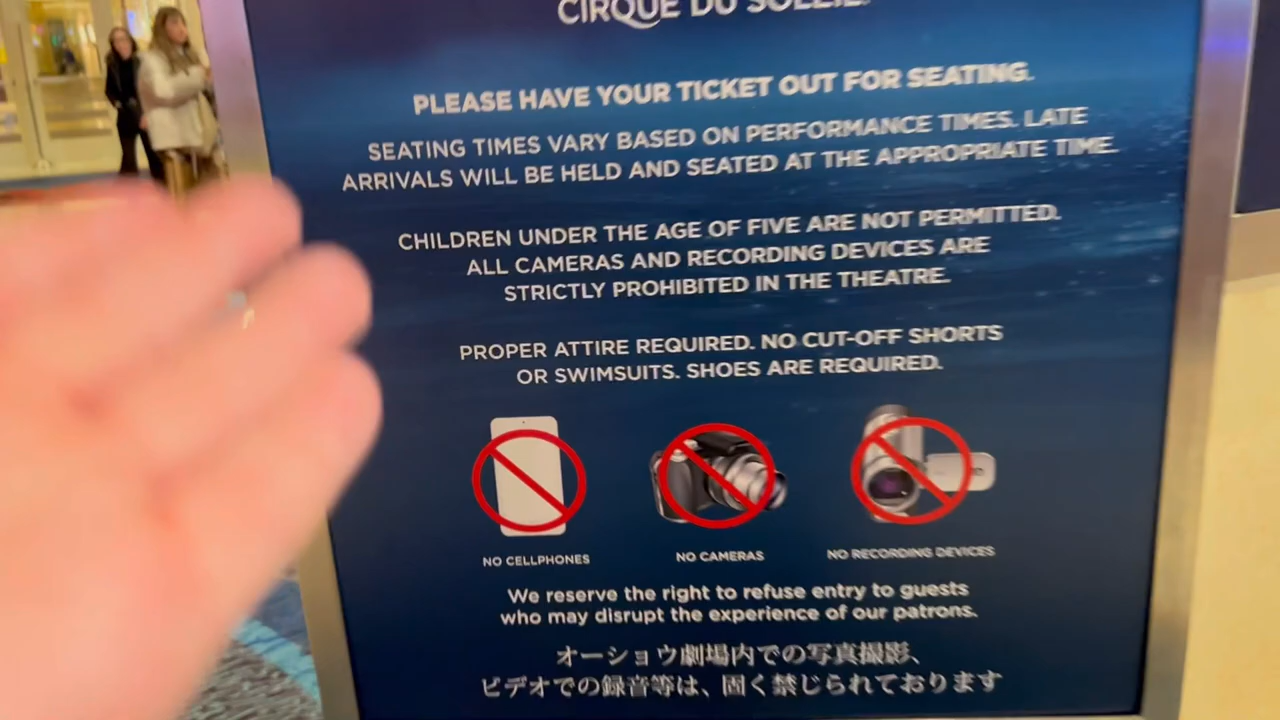 CIRQUE DU SOLEIL.
PLEASE HAVE YOUR TICKET OUT FOR SEATING.
SEATING TIMES VARY BASED ON PERFORMANCE TIMES. LATE
ARRIVALS WILL BE HELD AND SEATED AT THE APPROPRIATE TIME.
CHILDREN UNDER THE AGE OF FIVE ARE NOT PERMITTED.
ALL CAMERAS AND RECORDING DEVICES ARE
STRICTLY PROHIBITED IN THE THEATRE.
PROPER ATTIRE REQUIRED. NO CUT-OFF SHORTS
OR SWIMSUITS. SHOES ARE REQUIRED.
NO CELLPHONES
NO CAMERAS
NO RECORDING DEVICES
We reserve the right to refuse entry to guests
who may disrupt the experience of our patrons.
オーショウ劇場内での写真撮影、
ビデオでの録音等は、固く禁じられております